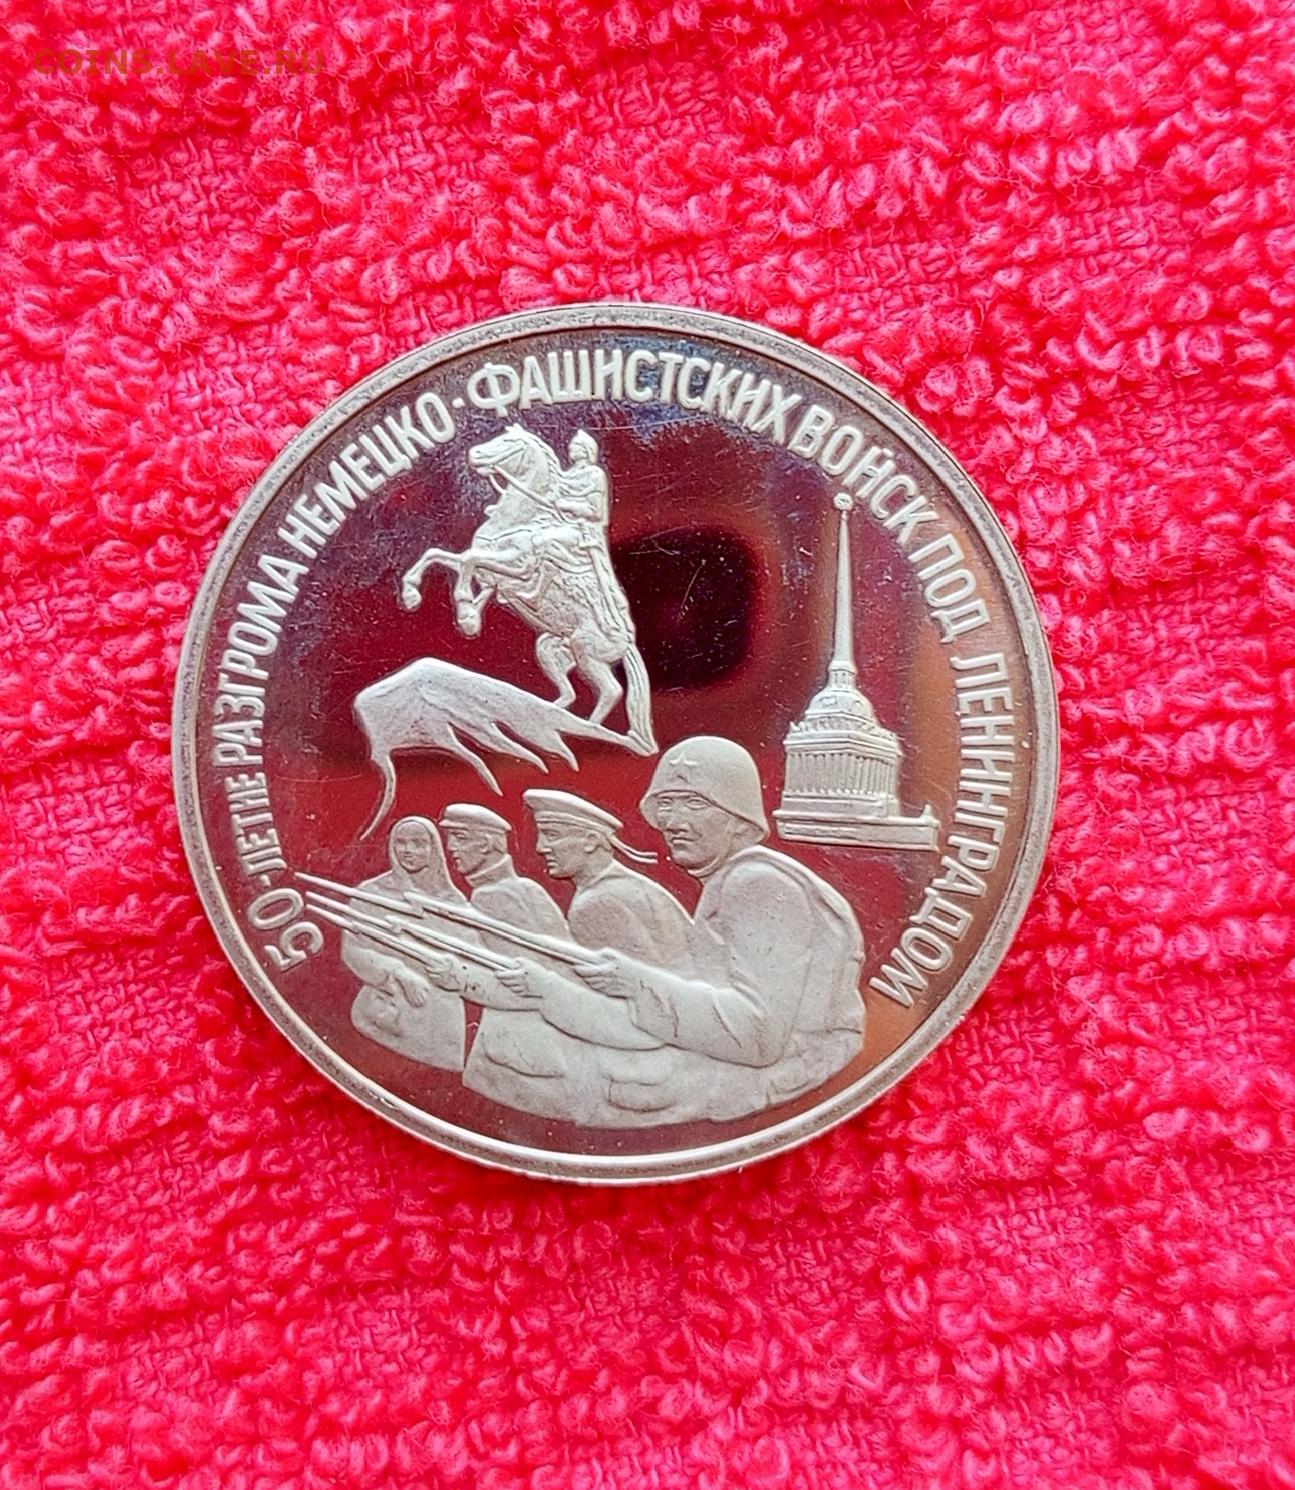 COINS.LAVE.RU
50-ЛЕТИЕ РАЗГРОМА НЕМЕЦКО-ФАШИСТСКИХ ВОЙСК ПОД ЛЕНИНГРАДОМ